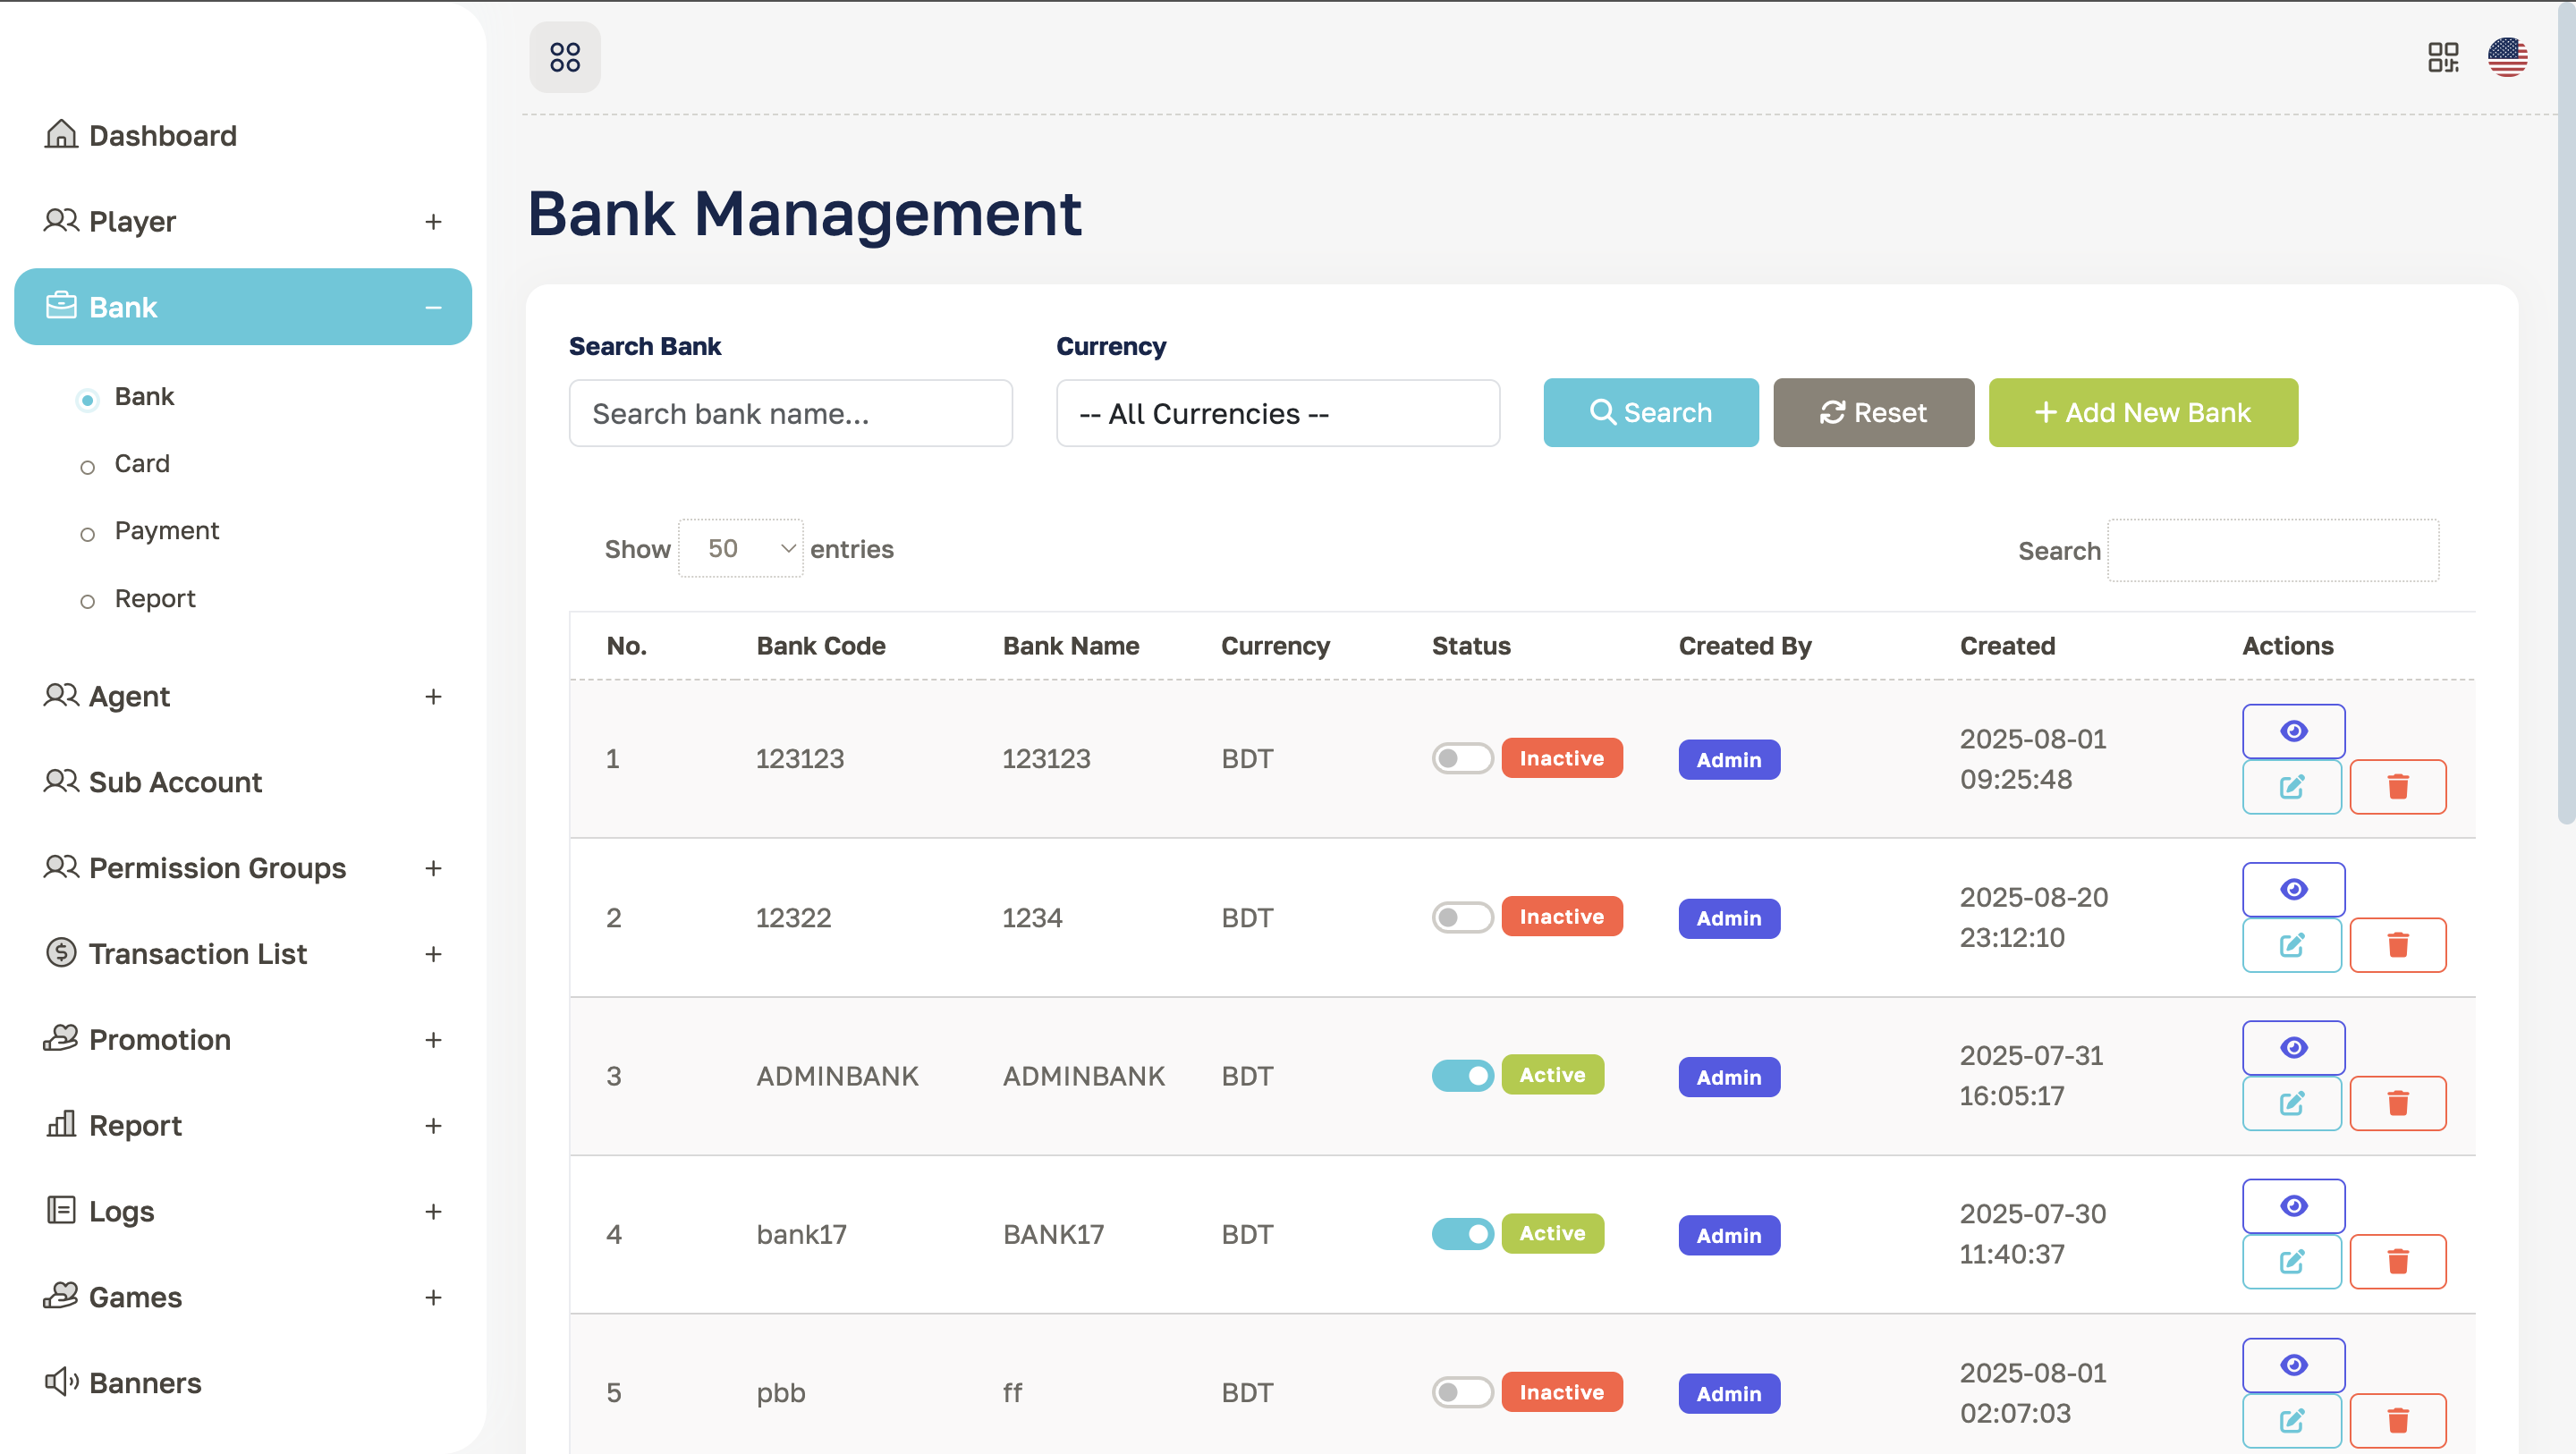 Dashboard
Player
Bank
Bank
Card
Payment
Report
Agent
Sub Account
Permission Groups
Transaction List
Promotion
Report
Logs
Games
Banners
Bank Management
Search Bank
Currency
Search bank name...
-- All Currencies --
Search
Reset
+ Add New Bank
Show 50 entries
Search
No. Bank Code Bank Name Currency Status Created By Created Actions
1 123123 123123 BDT Inactive Admin 2025-08-01 09:25:48
2 12322 1234 BDT Inactive Admin 2025-08-20 23:12:10
3 ADMINBANK ADMINBANK BDT Active Admin 2025-07-31 16:05:17
4 bank17 BANK17 BDT Active Admin 2025-07-30 11:40:37
5 pbb ff BDT Inactive Admin 2025-08-01 02:07:03